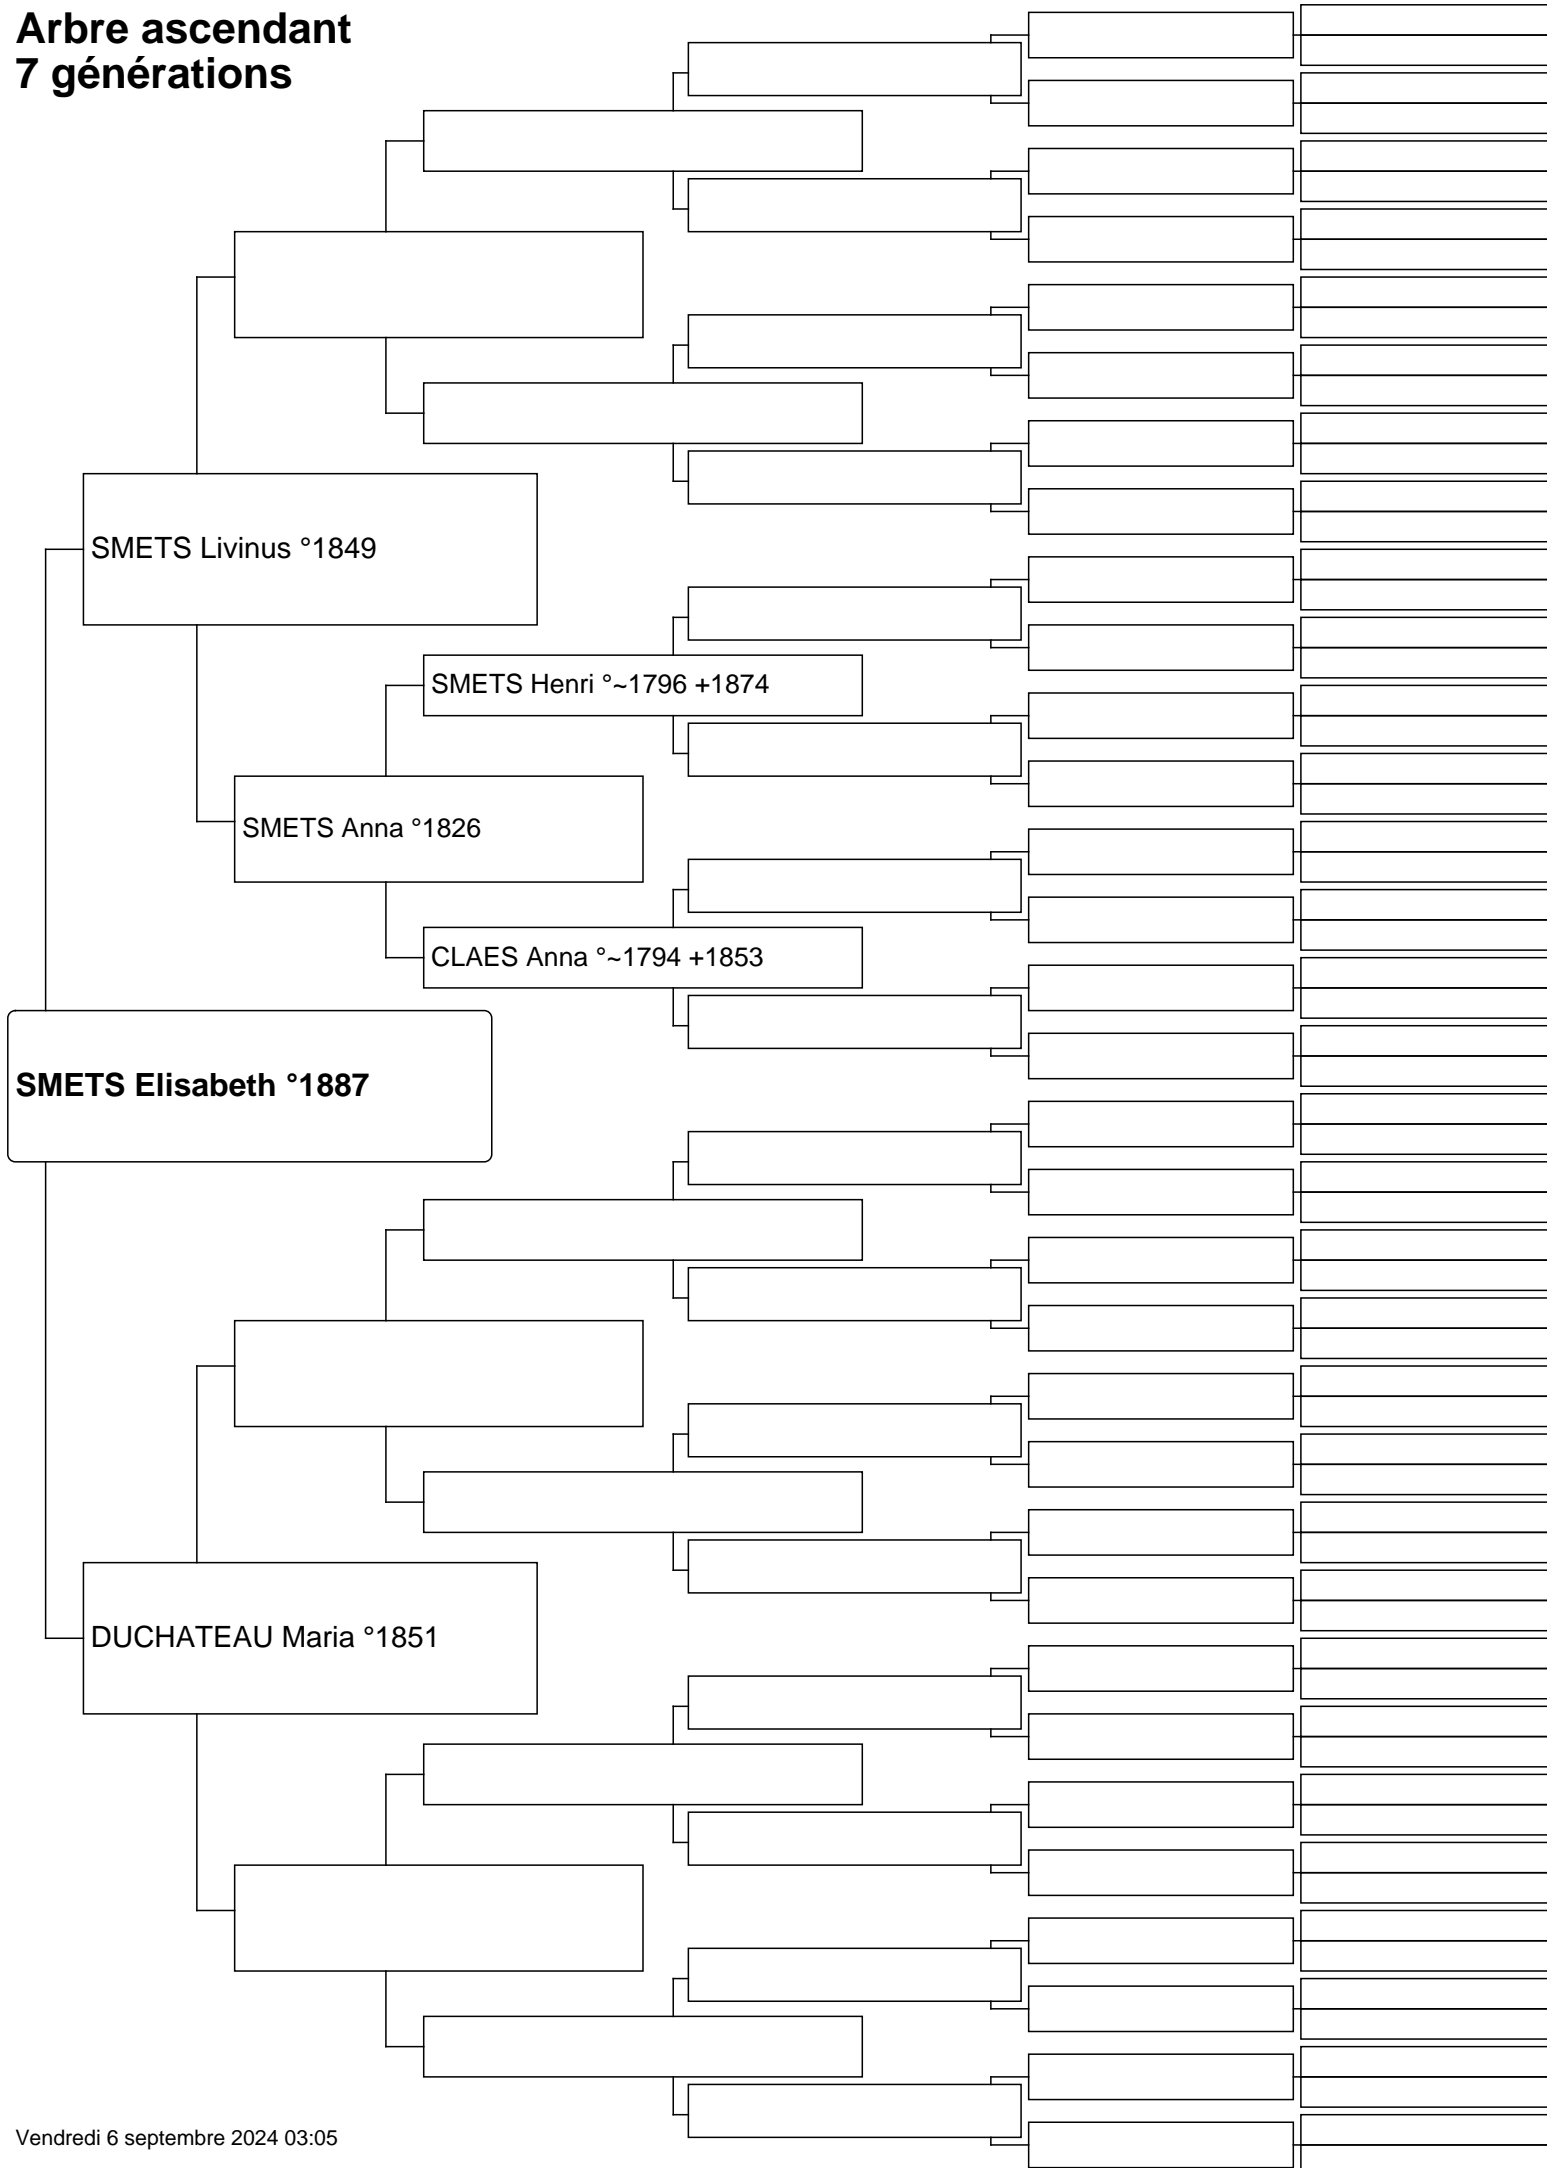 Arbre ascendant
7 générations
SMETS Livinus °1849
SMETS Henri °~1796 +1874
SMETS Anna °1826
CLAES Anna °~1794 +1853
SMETS Elisabeth °1887
DUCHATEAU Maria °1851
Vendredi 6 septembre 2024 03:05